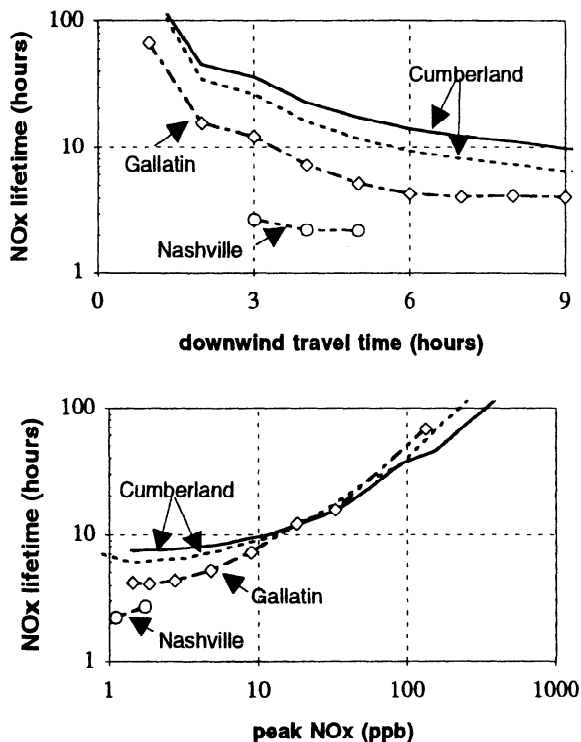 NOx lifetime (hours)
100
10
1
Cumberland
Gallatin
Nashville
0
3
6
9
downwind travel time (hours)
NOx lifetime (hours)
100
10
1
Cumberland
Gallatin
Nashville
1
10
100
1000
peak NOx (ppb)